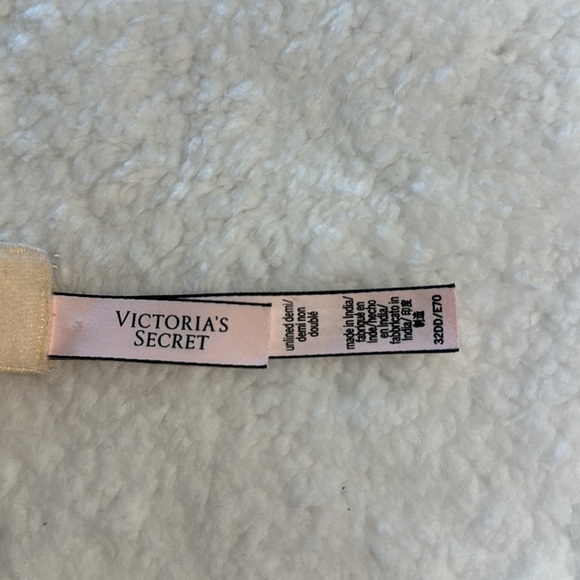 VICTORIA'S
SECRET
unlined demi/
demi non
doublé
made in India/
fabriqué en
Inde/hecho
en India/
fabbricato in
India/印度
制造
32DD/E70